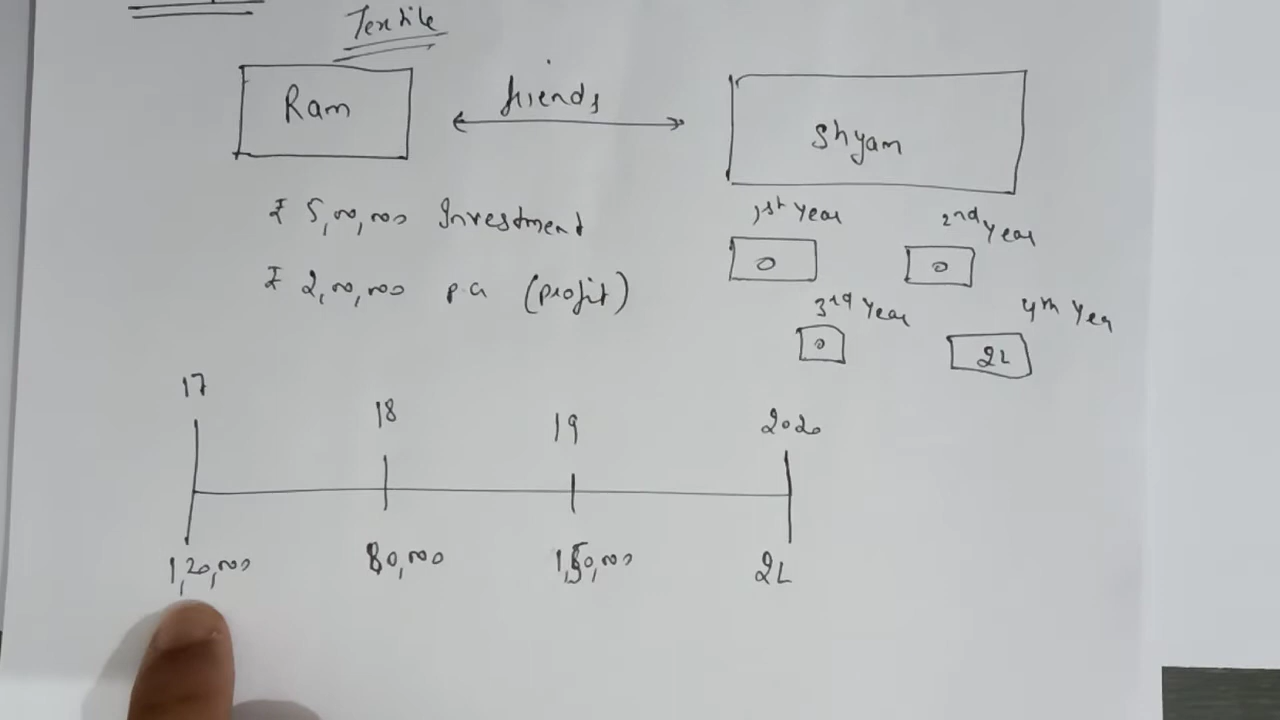 Textile
Ram
friends
Shyam
₹ 5,00,000 Investment
₹ 2,00,000 p.a (profit)
1st Year
2nd Year
0
0
3rd Year
4th Year
0
2L
17
18
19
2020
1,20,000
80,000
1,50,000
2L